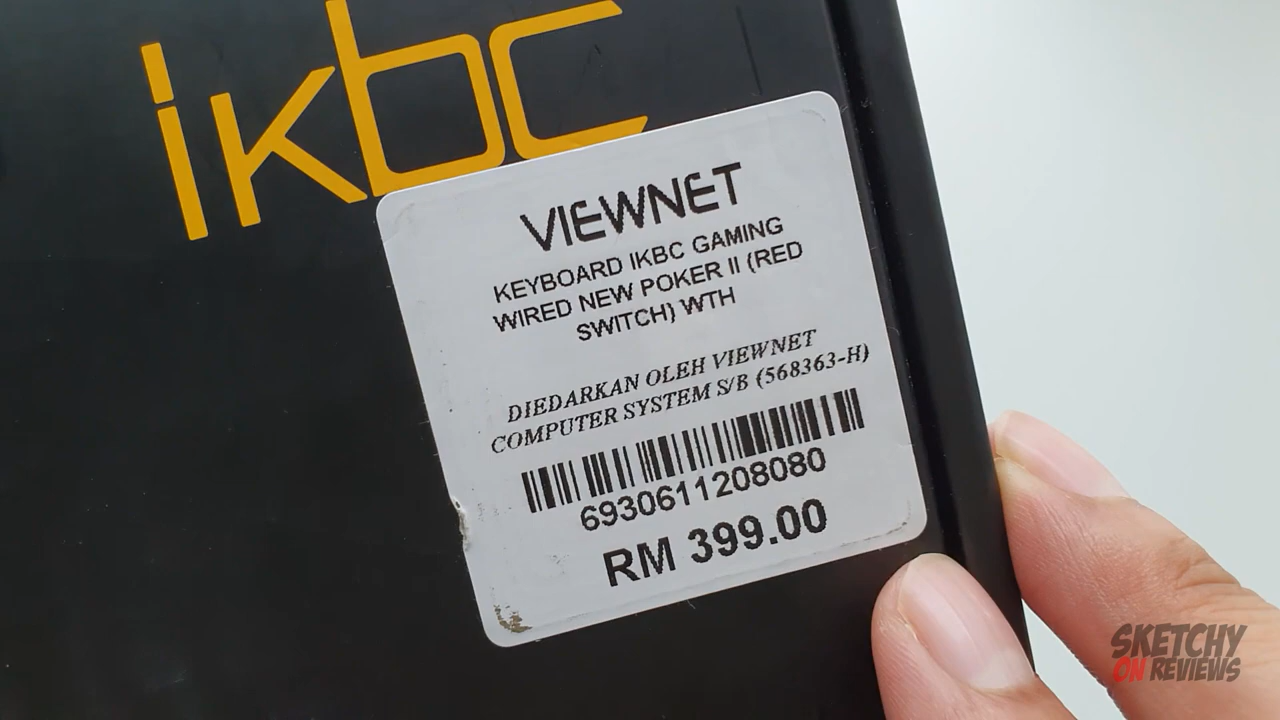 ikbc
VIEWNET
KEYBOARD IKBC GAMING
WIRED NEW POKER II (RED
SWITCH) WTH
DIEDARKAN OLEH VIEWNET
COMPUTER SYSTEM S/B (568363-H)
6930611208080
RM 399.00
SKETCHY
ON REVIEWS